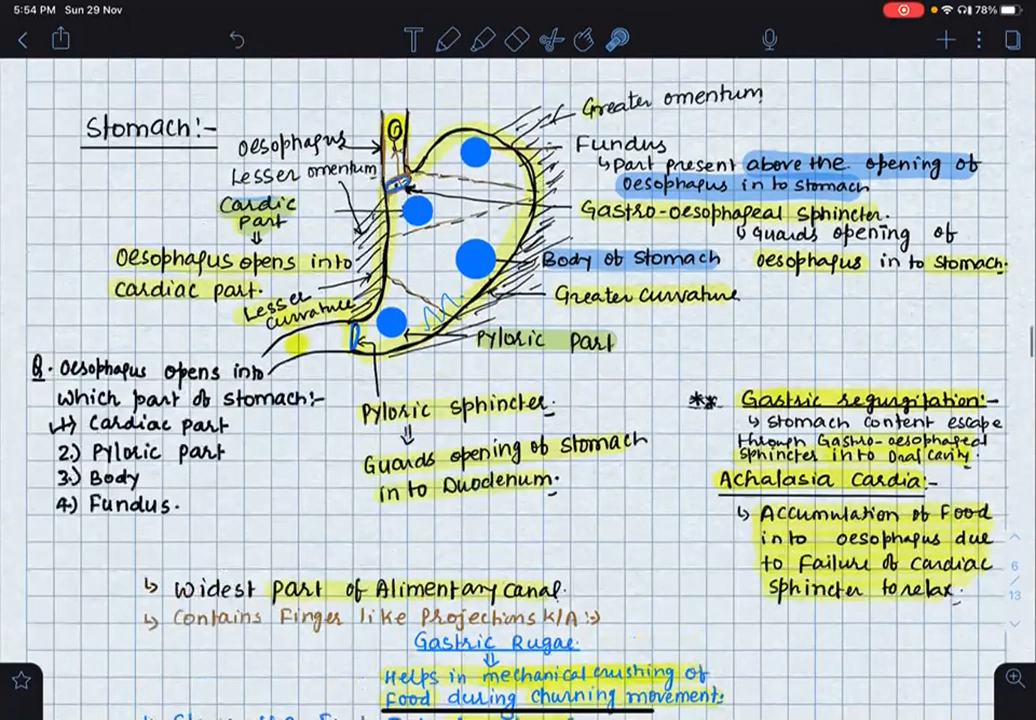 5:54 PM Sun 29 Nov
78%
Stomach:-
Oesophagus
Lesser omentum
Cardic
Part
Oesophagus opens into
cardiac part.
Lesser
curvature
Greater omentum
Fundus
Part present above the opening of
oesophagus in to stomach
Gastro-oesophageal sphincter.
Guards opening of
oesophagus in to stomach.
Body of Stomach
Greater curvature
Pyloric Part
Pyloric sphincter.
Guards opening of stomach
in to Duodenum.
Q. Oesophagus opens into
which part of stomach:-
1) Cardiac part
2.) Pyloric part
3.) Body
4.) Fundus.
** Gastric regurgitation:-
Stomach content escape
through Gastro-oesophageal
sphincter in to Oral cavity.
Achalasia Cardia:-
Accumulation of Food
into oesophagus due
to Failure of cardiac
sphincter to relax.
6
/
13
Widest part of Alimentary canal.
Contains Finger like Projections K/A :→
Gastric Rugae.
Helps in mechanical crushing of
Food during churning movement.